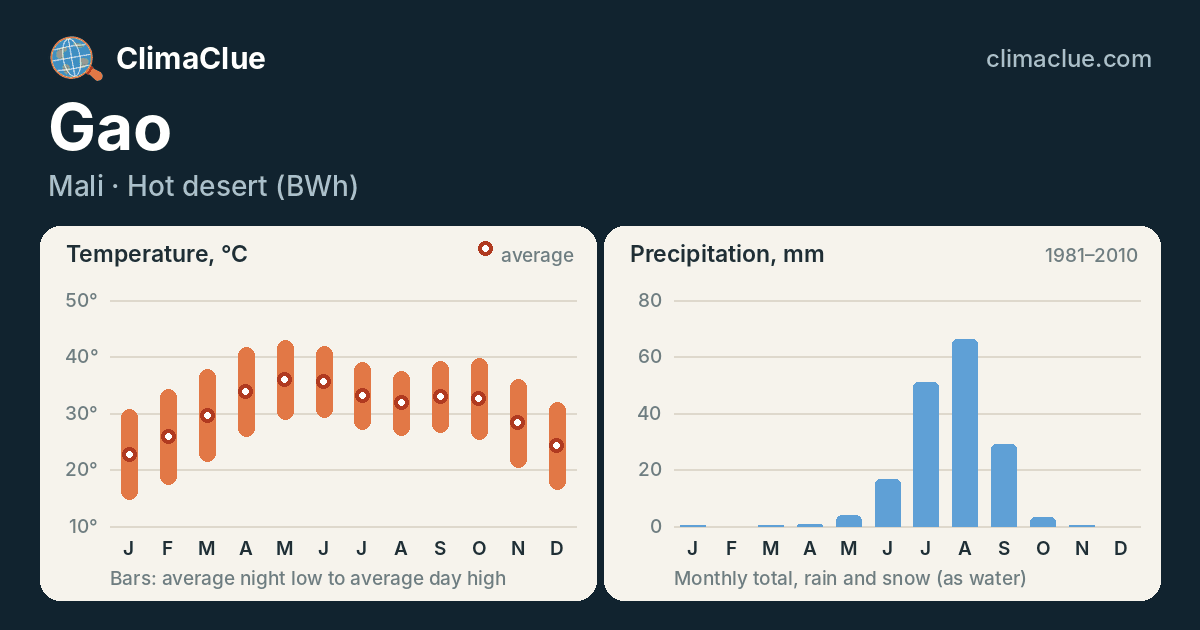 ClimaClue
climaclue.com
Gao
Mali · Hot desert (BWh)
Temperature, °C
average
50°
40°
30°
20°
10°
J F M A M J J A S O N D
Bars: average night low to average day high
Precipitation, mm
1981–2010
80
60
40
20
0
J F M A M J J A S O N D
Monthly total, rain and snow (as water)